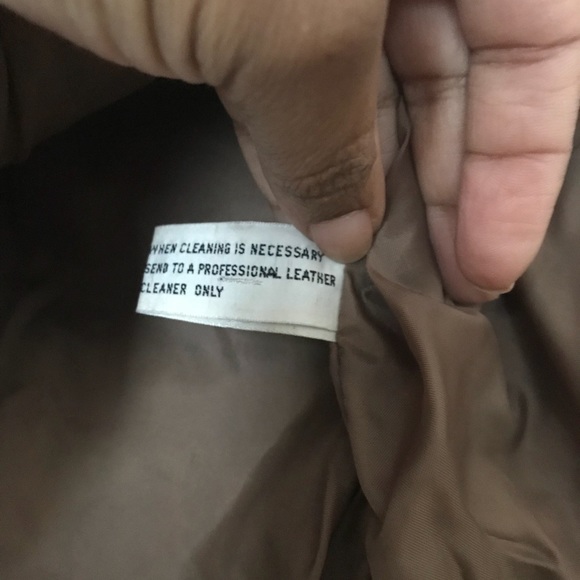 WHEN CLEANING IS NECESSARY
SEND TO A PROFESSIONAL LEATHER
CLEANER ONLY